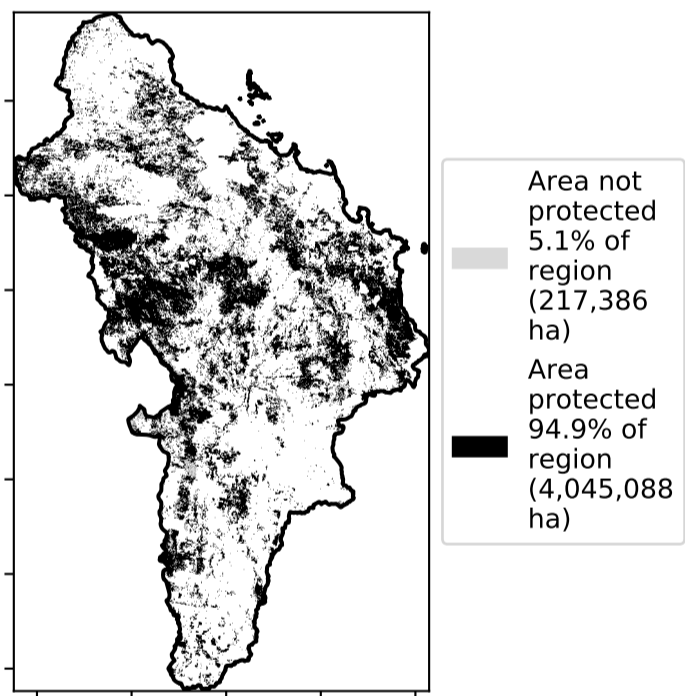 Area not
protected
5.1% of
region
(217,386
ha)
Area
protected
94.9% of
region
(4,045,088
ha)